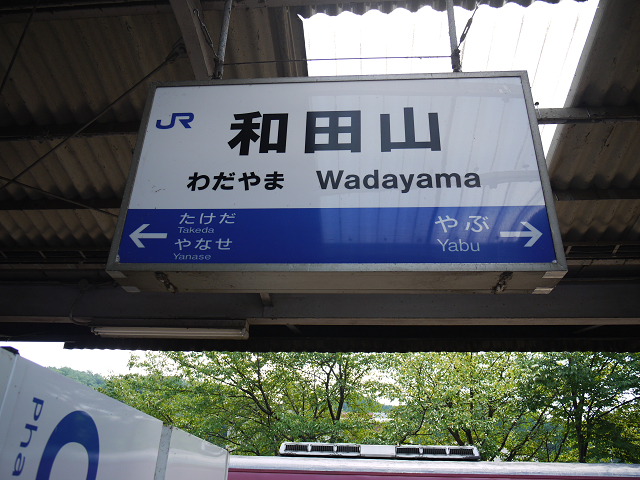 JR
和田山
わだやま Wadayama
たけだ
Takeda
やなせ
Yanase
やぶ
Yabu
Pha